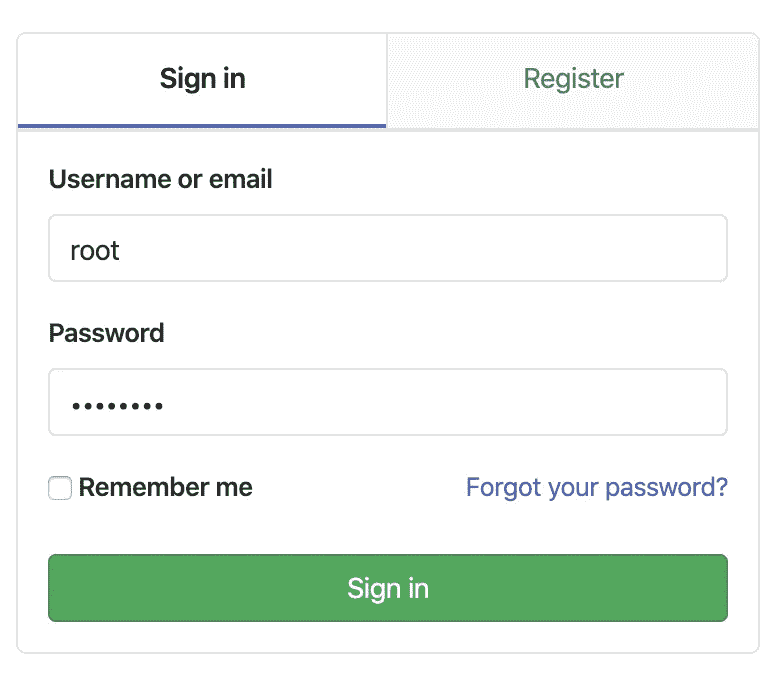 Sign in Register
Username or email
root
Password
••••••••
Remember me Forgot your password?
Sign in